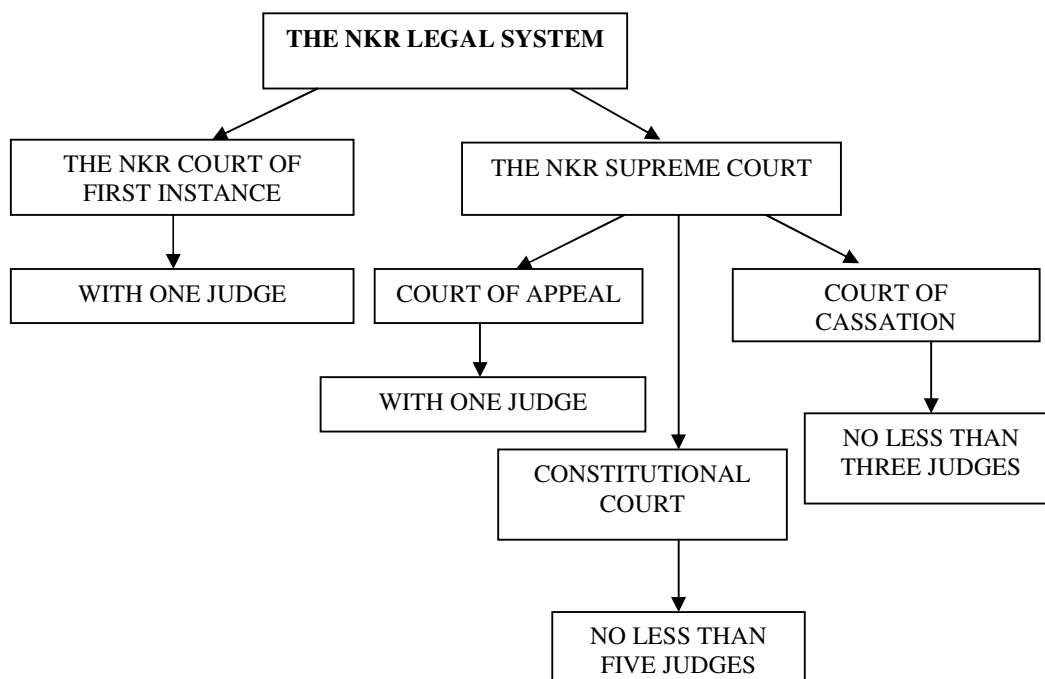 THE NKR LEGAL SYSTEM
THE NKR COURT OF
FIRST INSTANCE
THE NKR SUPREME COURT
WITH ONE JUDGE
COURT OF APPEAL
COURT OF
CASSATION
WITH ONE JUDGE
NO LESS THAN
THREE JUDGES
CONSTITUTIONAL
COURT
NO LESS THAN
FIVE JUDGES